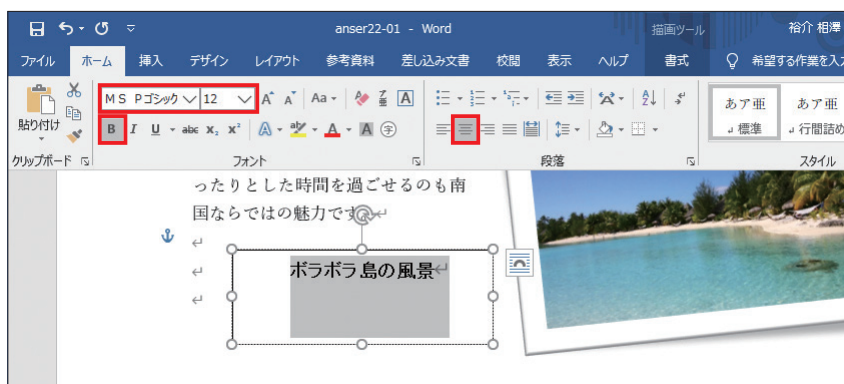 anser22-01 - Word
描画ツール
裕介 相澤
ファイル ホーム 挿入 デザイン レイアウト 参考資料 差し込み文書 校閲 表示 ヘルプ 書式 希望する作業を入
貼り付け
ＭＳ Ｐゴシック 12 A A Aa A
B I U abc x₂ x² A ab A A 字
あア亜 あア亜
標準 行間詰め
クリップボード フォント 段落 スタイル
ったりとした時間を過ごせるのも南
国ならではの魅力です
ボラボラ島の風景